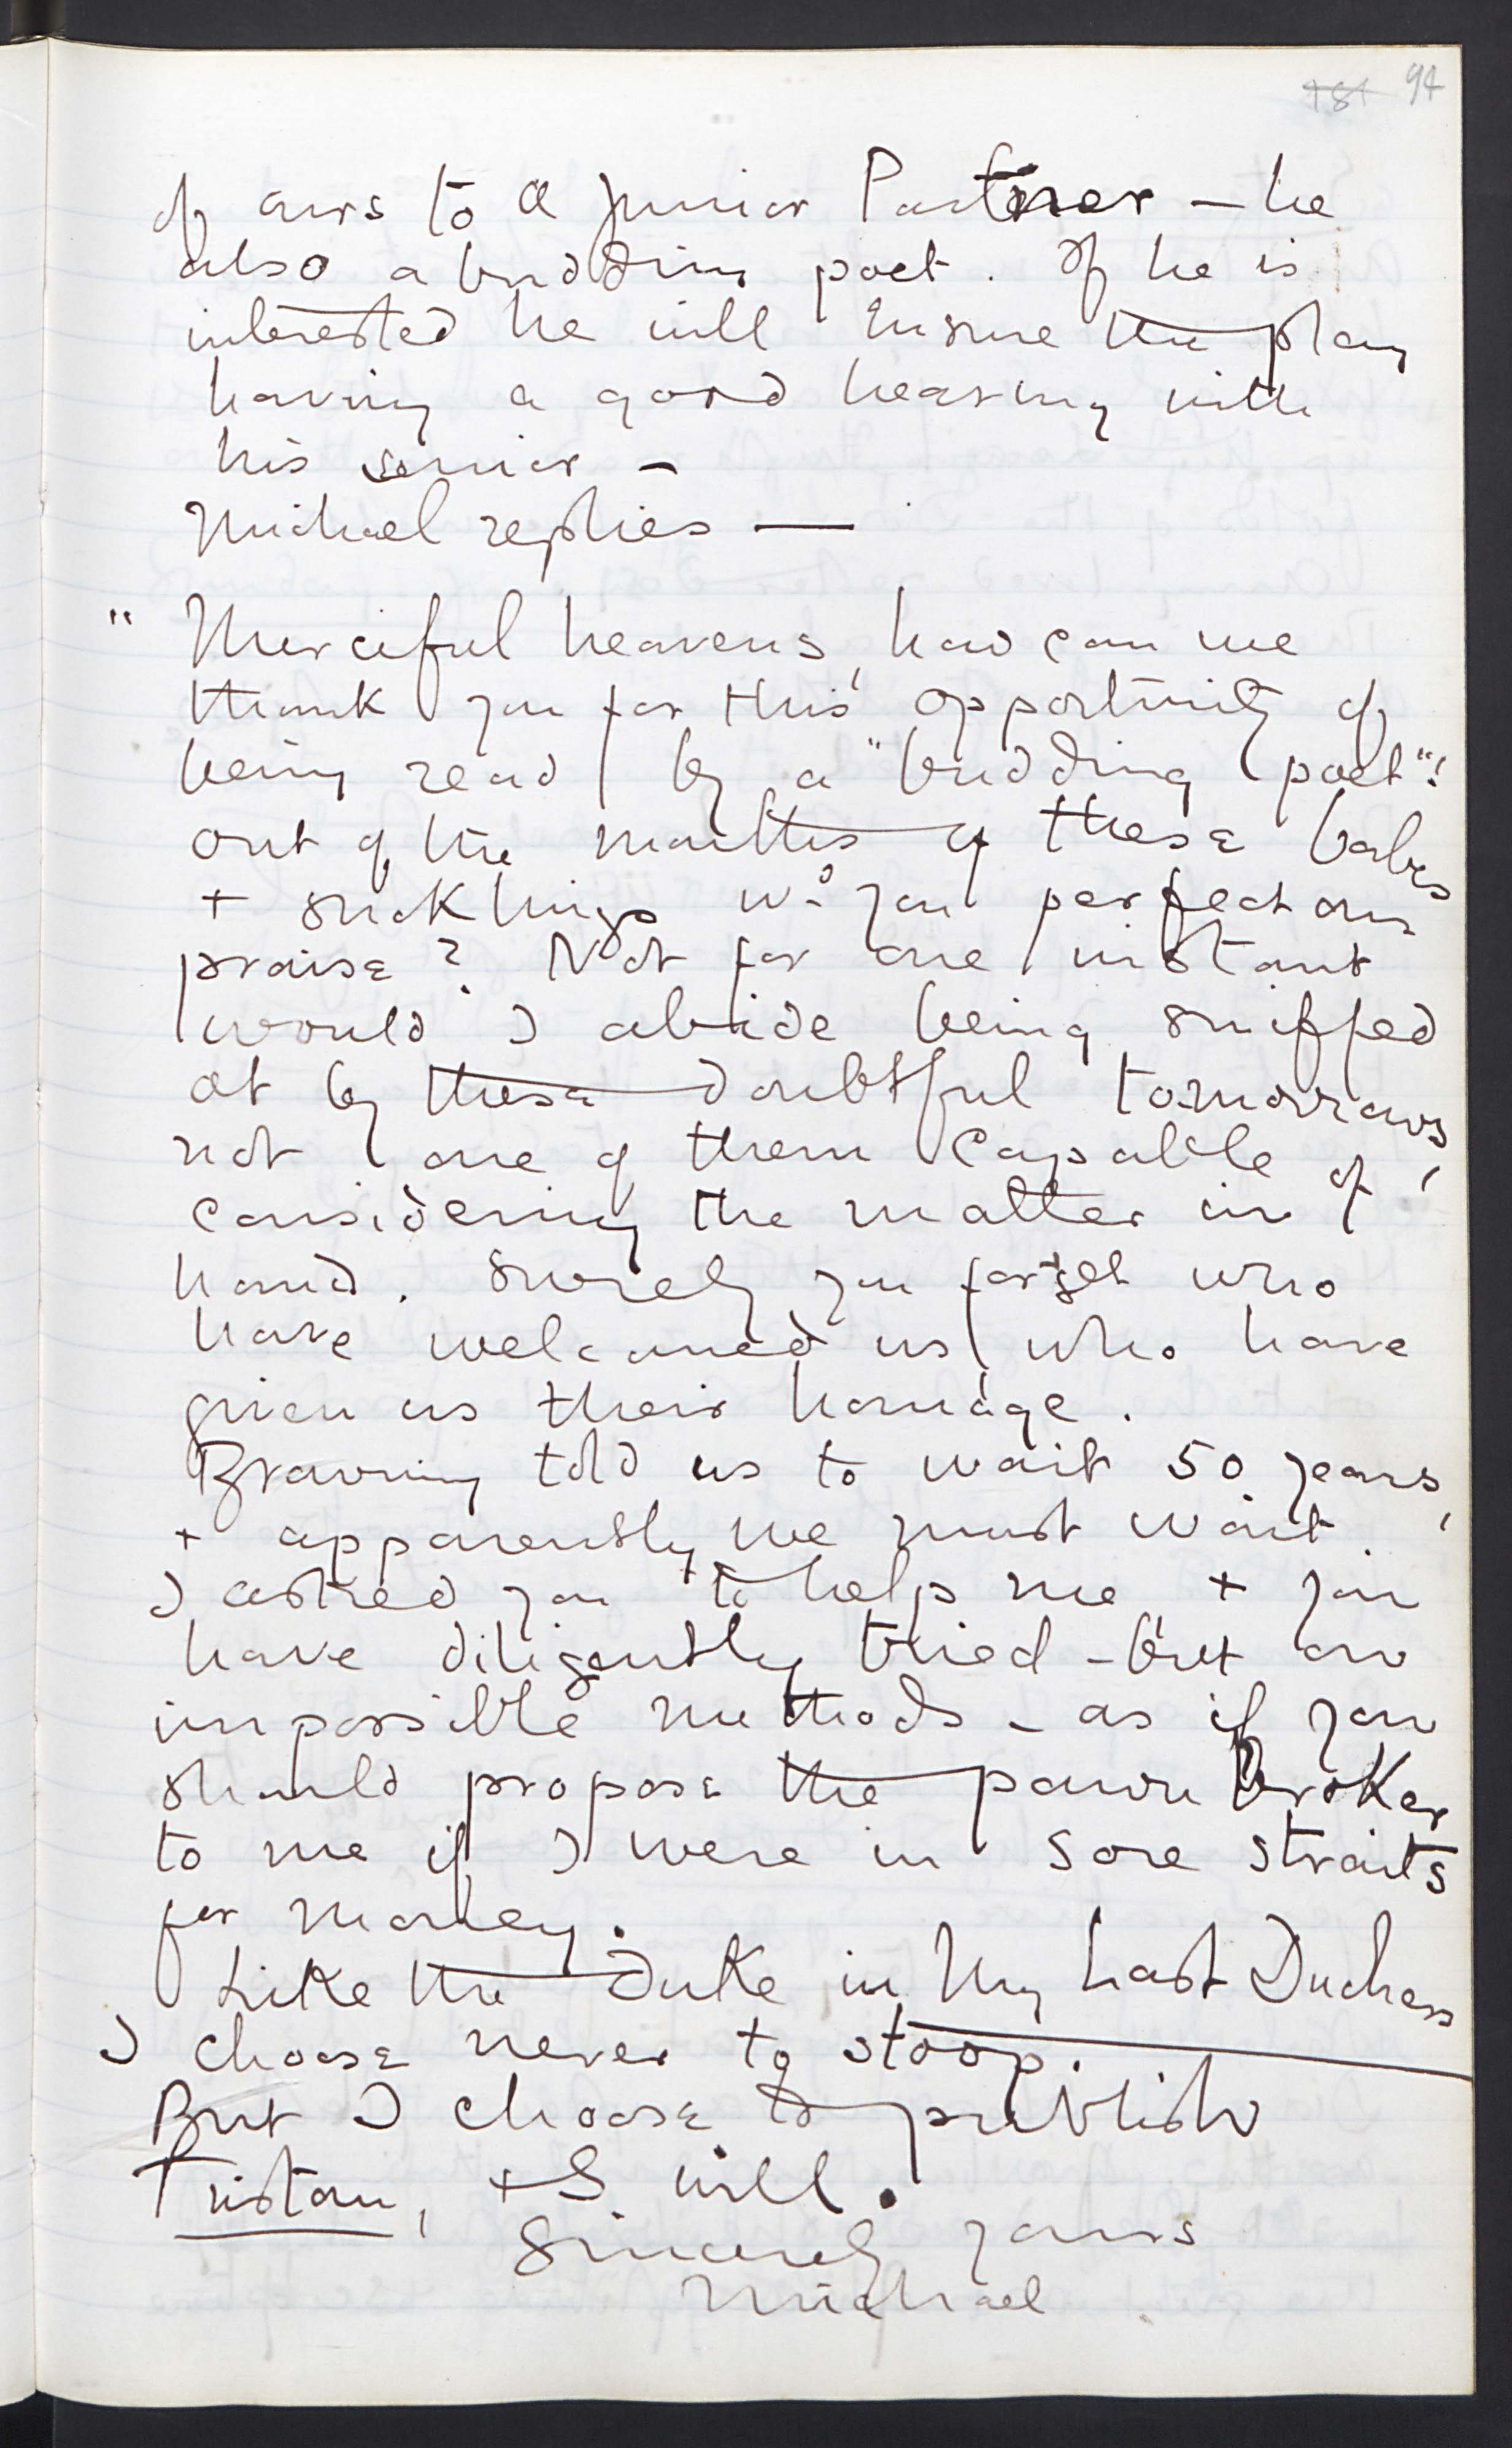 ~~181~~ 94
of ours to a Junior Partner – he
also a budding poet. If he is
interested he will ensure the play
having a good hearing with
his senior –
Michael replies —
" Merciful heavens, how can we
thank you for this opportunity of
being read by a "budding poet"!
out of the mouths of these babes
+ sucklings wd you perfect our
praise? Not for one instant
would I abide being sniffed
at by these doubtful tomorrows,
not one of them capable of
considering the matter in
hand. Surely you forget who
have welcomed us, who have
given us their homage.
Browning told us to wait 50 years,
+ apparently we must wait.
I asked you to help me + you
have diligently tried – but on
impossible methods – as if you
should propose the pawn broker
to me if I were in sore straits
for money.
Like the Duke in My Last Duchess
I choose never to stoop.
But I choose to publish
Tristan, + I will.
Sincerely yours
Michael